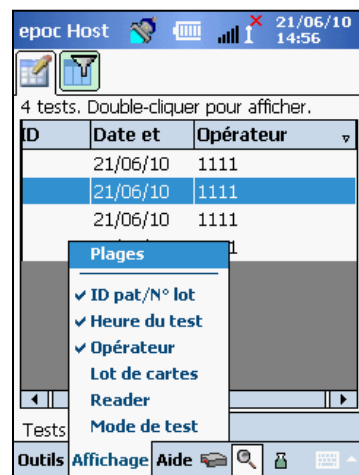 epoc Host 21/06/10
14:56
4 tests. Double-cliquer pour afficher.
ID Date et Opérateur
21/06/10 1111
21/06/10 1111
21/06/10 1111
1
Plages
ID pat/N° lot
Heure du test
Opérateur
Lot de cartes
Reader
Mode de test
Tests
Outils Affichage Aide